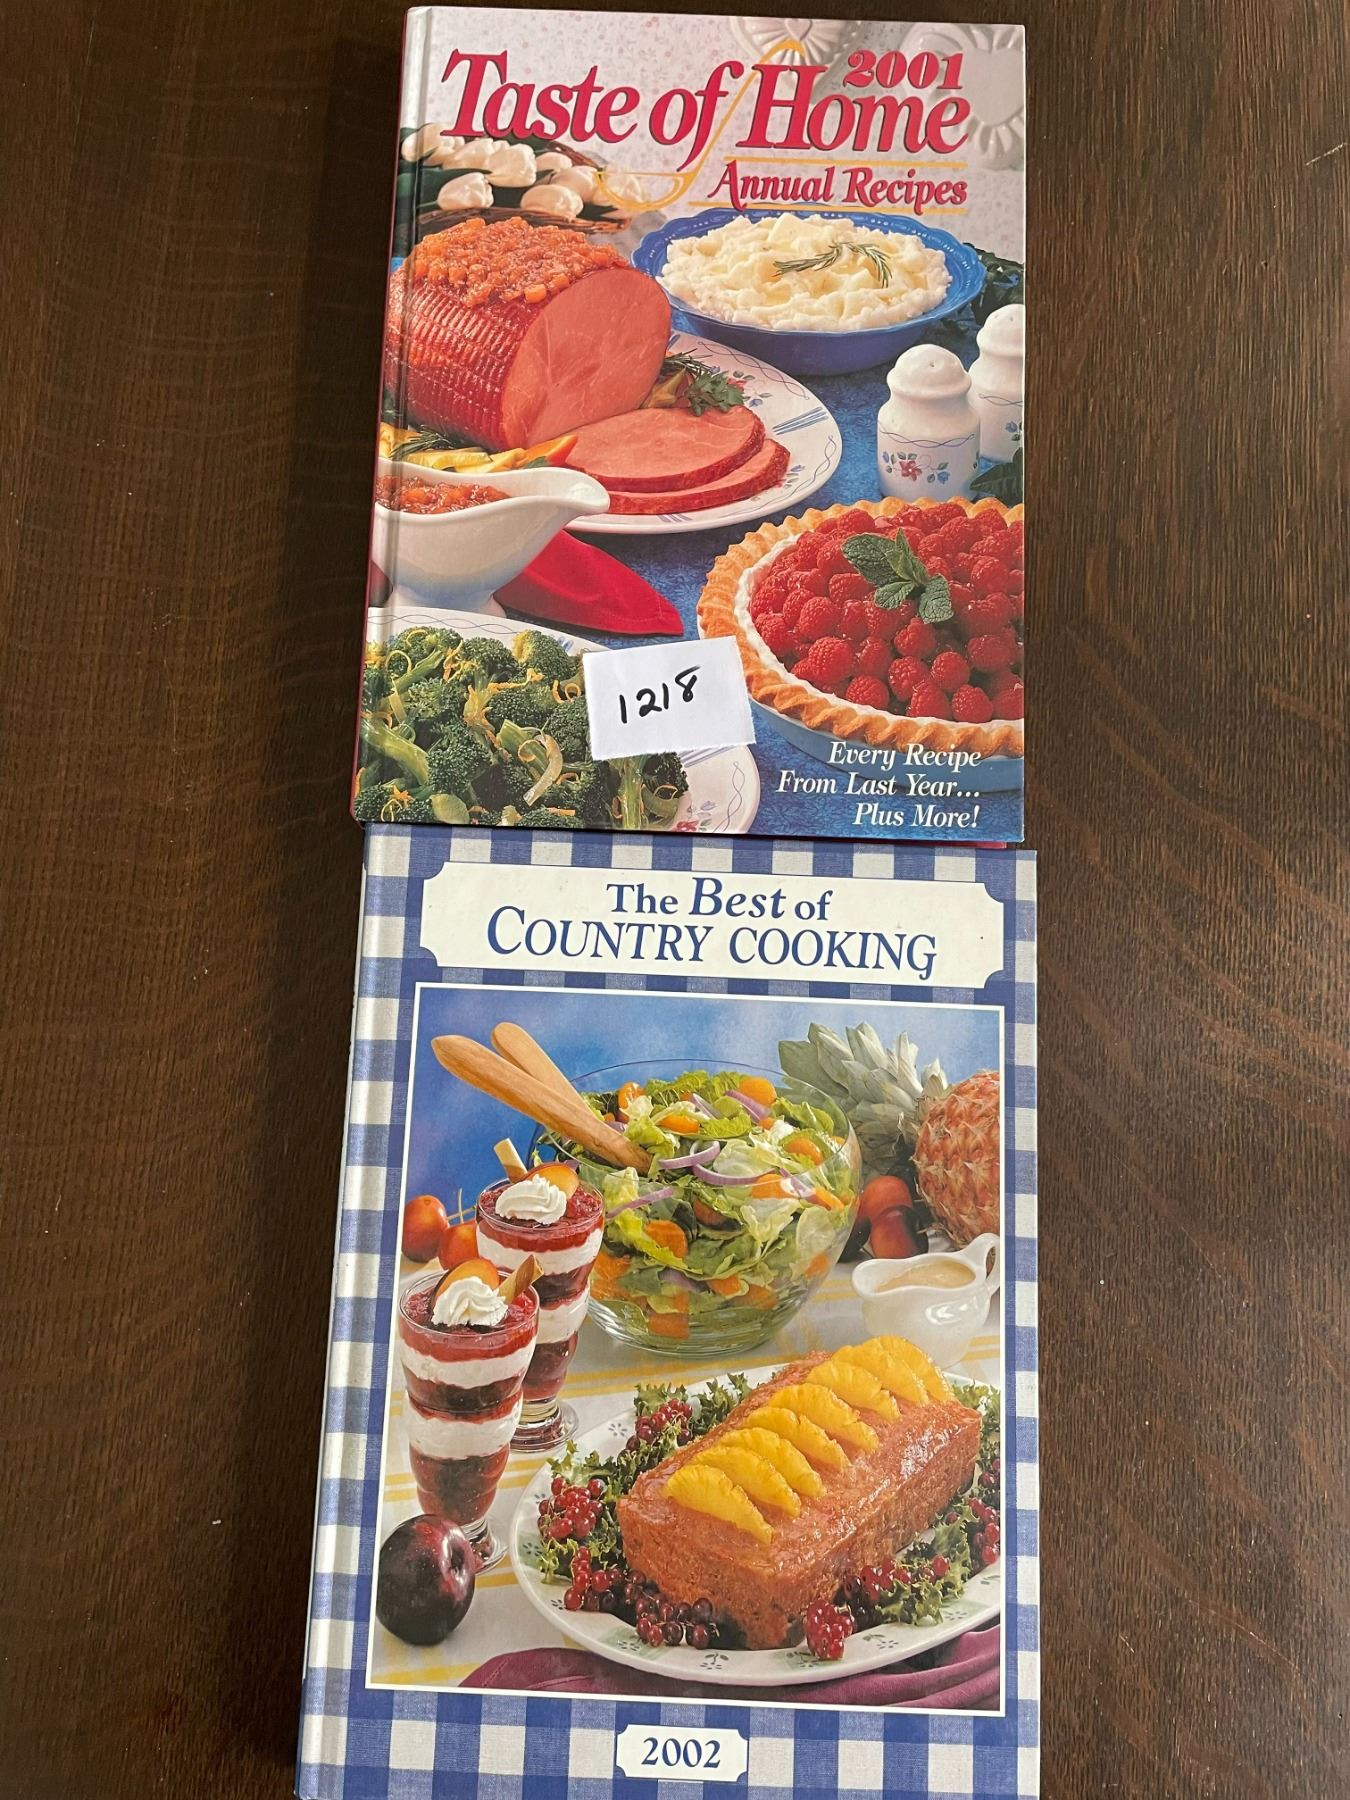 2001
Taste of Home
Annual Recipes
1218
Every Recipe
From Last Year...
Plus More!
The Best of
COUNTRY COOKING
2002